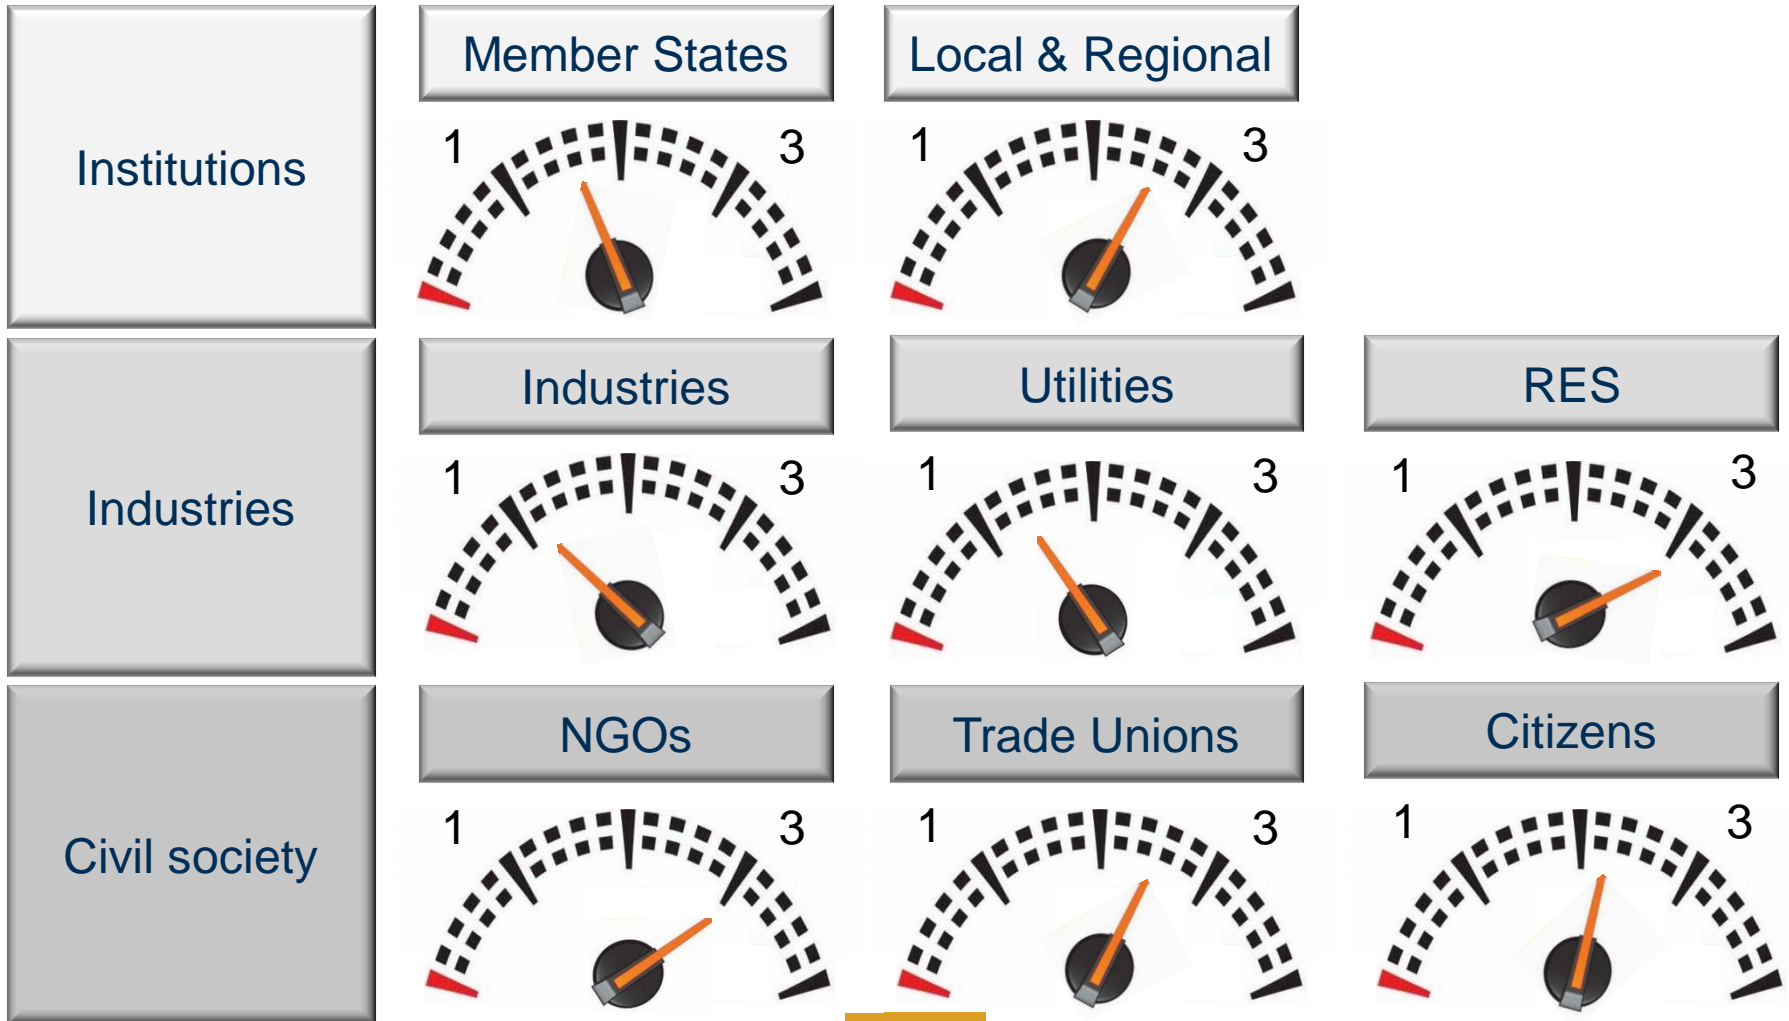 Institutions
Member States
Local & Regional
1
3
1
3
Industries
Industries
Utilities
RES
1
3
1
3
1
3
Civil society
NGOs
Trade Unions
Citizens
1
3
1
3
1
3